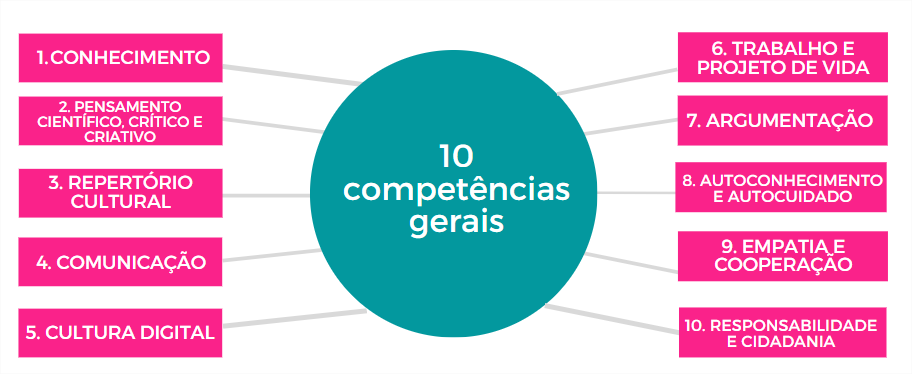 1. CONHECIMENTO
2. PENSAMENTO
CIENTÍFICO, CRÍTICO E
CRIATIVO
3. REPERTÓRIO
CULTURAL
4. COMUNICAÇÃO
5. CULTURA DIGITAL
10
competências
gerais
6. TRABALHO E
PROJETO DE VIDA
7. ARGUMENTAÇÃO
8. AUTOCONHECIMENTO
E AUTOCUIDADO
9. EMPATIA E
COOPERAÇÃO
10. RESPONSABILIDADE
E CIDADANIA